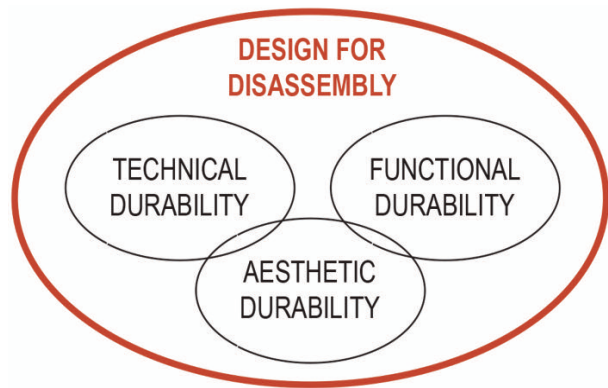 DESIGN FOR
DISASSEMBLY
TECHNICAL
DURABILITY
FUNCTIONAL
DURABILITY
AESTHETIC
DURABILITY